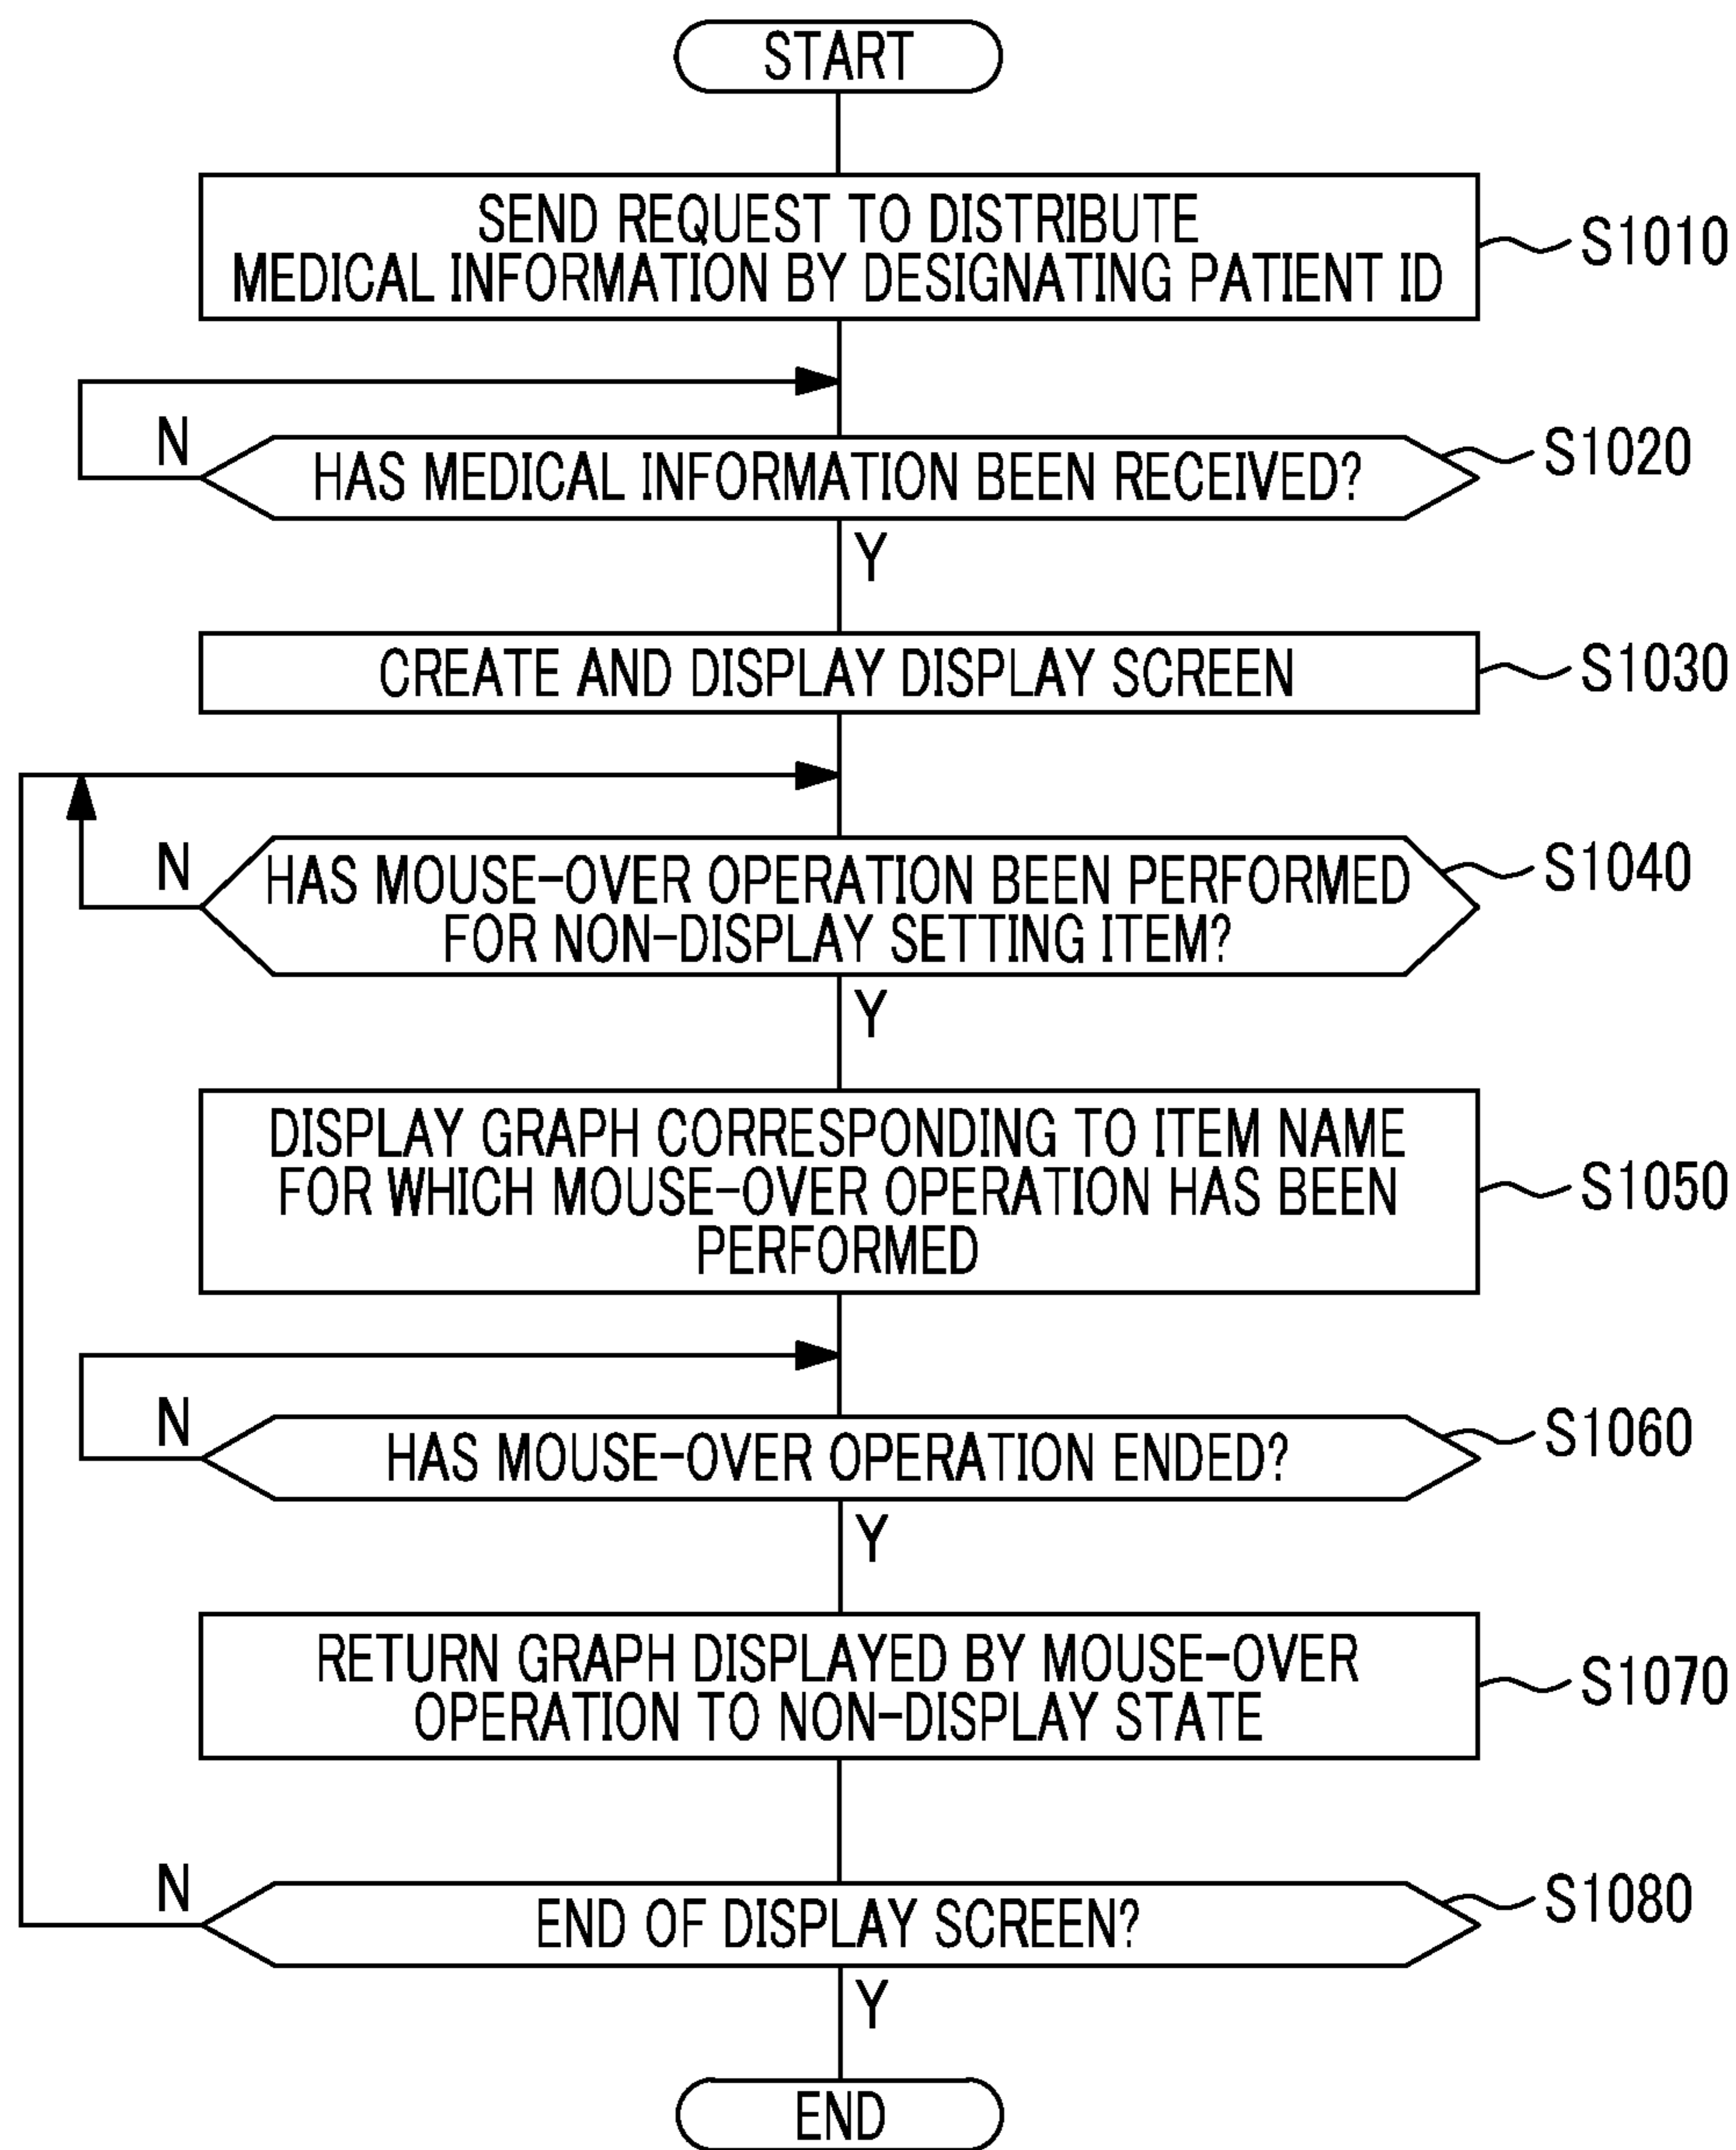 START
SEND REQUEST TO DISTRIBUTE
MEDICAL INFORMATION BY DESIGNATING PATIENT ID
S1010
N
HAS MEDICAL INFORMATION BEEN RECEIVED?
S1020
Y
CREATE AND DISPLAY DISPLAY SCREEN
S1030
N
HAS MOUSE-OVER OPERATION BEEN PERFORMED
FOR NON-DISPLAY SETTING ITEM?
S1040
Y
DISPLAY GRAPH CORRESPONDING TO ITEM NAME
FOR WHICH MOUSE-OVER OPERATION HAS BEEN
PERFORMED
S1050
N
HAS MOUSE-OVER OPERATION ENDED?
S1060
Y
RETURN GRAPH DISPLAYED BY MOUSE-OVER
OPERATION TO NON-DISPLAY STATE
S1070
N
END OF DISPLAY SCREEN?
S1080
Y
END